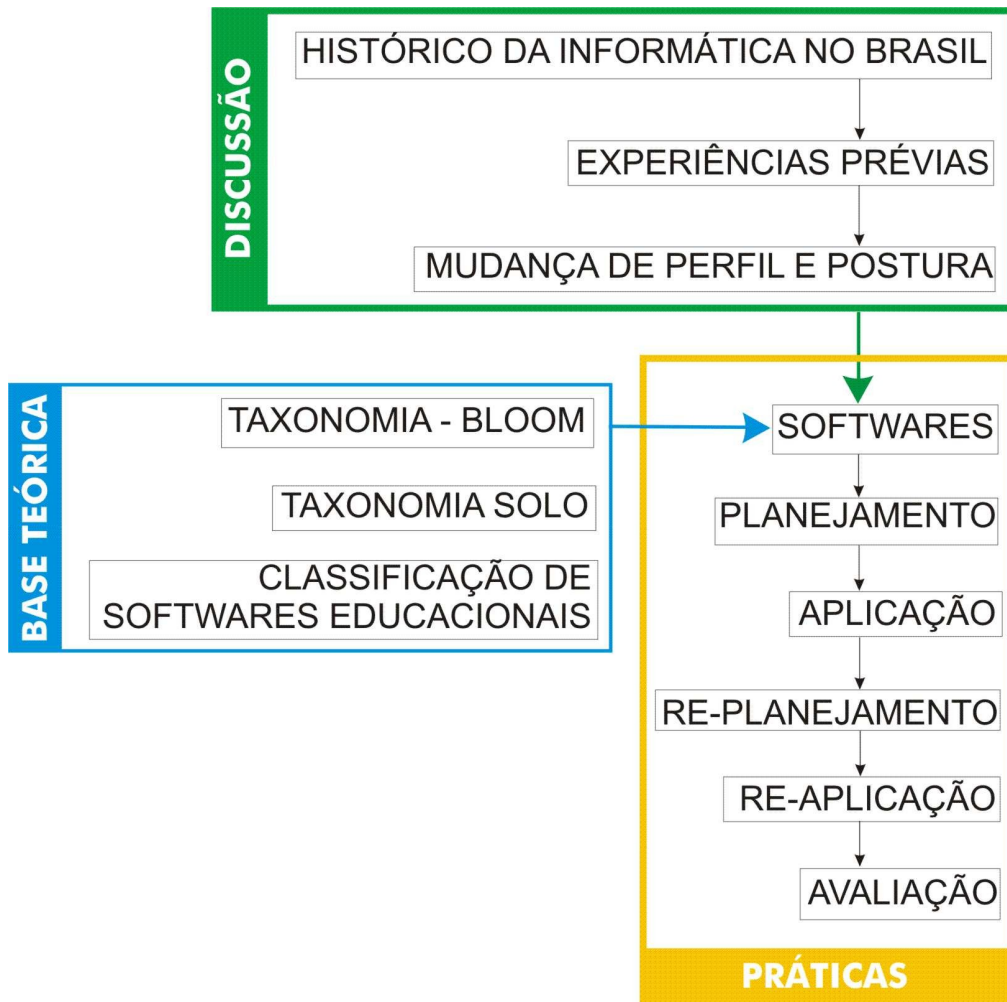 DISCUSSÃO
HISTÓRICO DA INFORMÁTICA NO BRASIL
EXPERIÊNCIAS PRÉVIAS
MUDANÇA DE PERFIL E POSTURA
BASE TEÓRICA
TAXONOMIA - BLOOM
TAXONOMIA SOLO
CLASSIFICAÇÃO DE
SOFTWARES EDUCACIONAIS
SOFTWARES
PLANEJAMENTO
APLICAÇÃO
RE-PLANEJAMENTO
RE-APLICAÇÃO
AVALIAÇÃO
PRÁTICAS